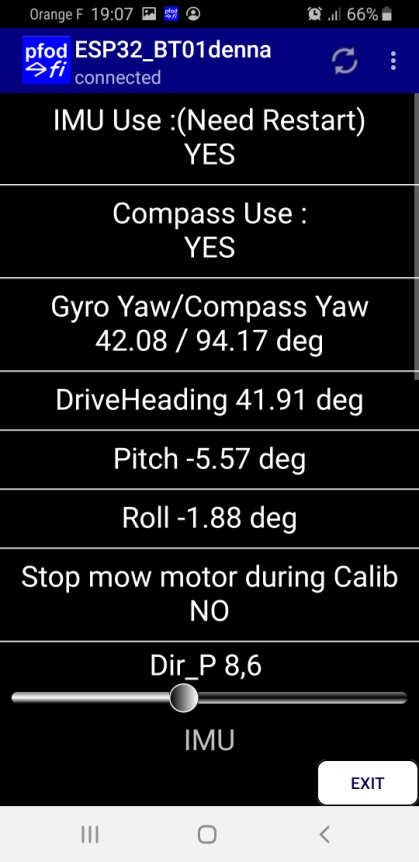 Orange F 19:07 66%
pfod
fi
ESP32_BT01denna
connected
IMU Use :(Need Restart)
YES
Compass Use :
YES
Gyro Yaw/Compass Yaw
42.08 / 94.17 deg
DriveHeading 41.91 deg
Pitch -5.57 deg
Roll -1.88 deg
Stop mow motor during Calib
NO
Dir_P 8,6
IMU
EXIT